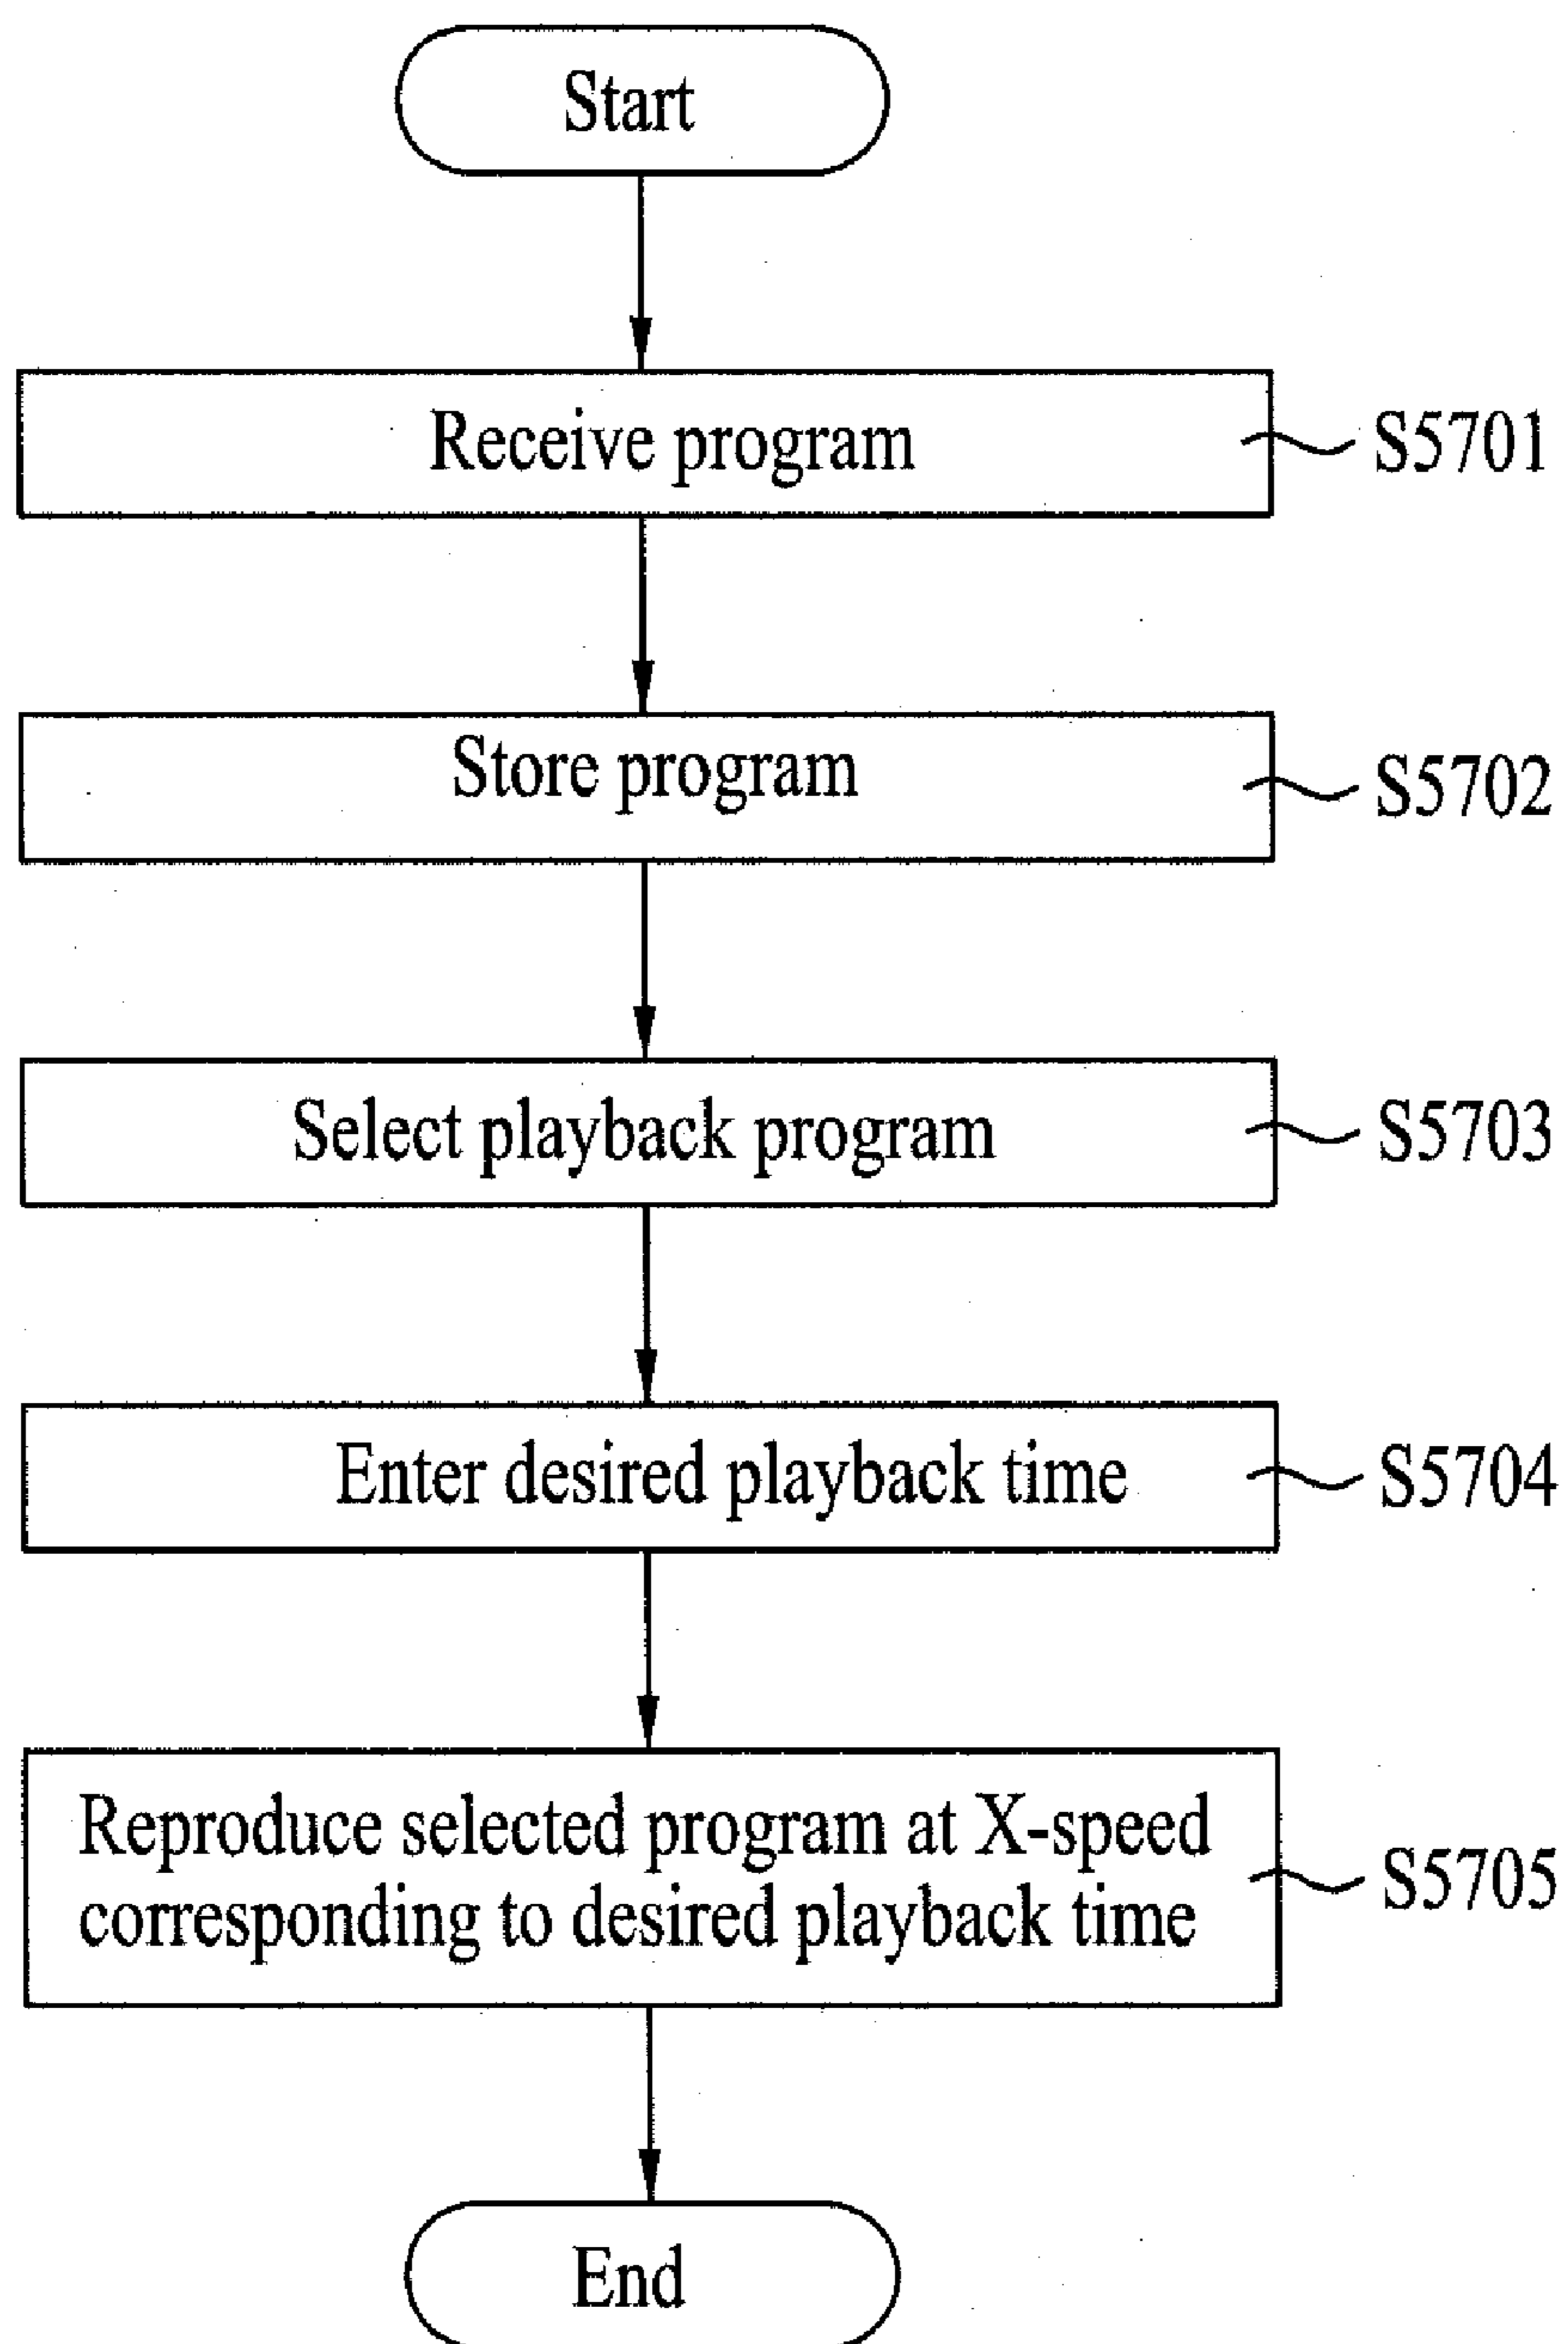 Start
Receive program
S5701
Store program
S5702
Select playback program
S5703
Enter desired playback time
S5704
Reproduce selected program at X-speed
corresponding to desired playback time
S5705
End